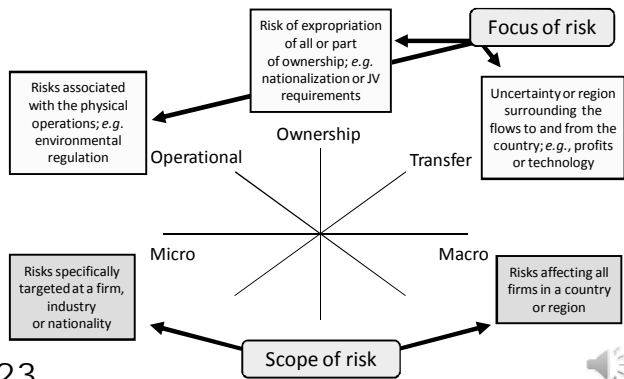 Risk of expropriation
of all or part
of ownership; e.g.
nationalization or JV
requirements
Focus of risk
Risks associated
with the physical
operations; e.g.
environmental
regulation
Uncertainty or region
surrounding the
flows to and from the
country; e.g., profits
or technology
Ownership
Operational
Transfer
Micro
Macro
Risks specifically
targeted at a firm,
industry
or nationality
Risks affecting all
firms in a country
or region
Scope of risk
23